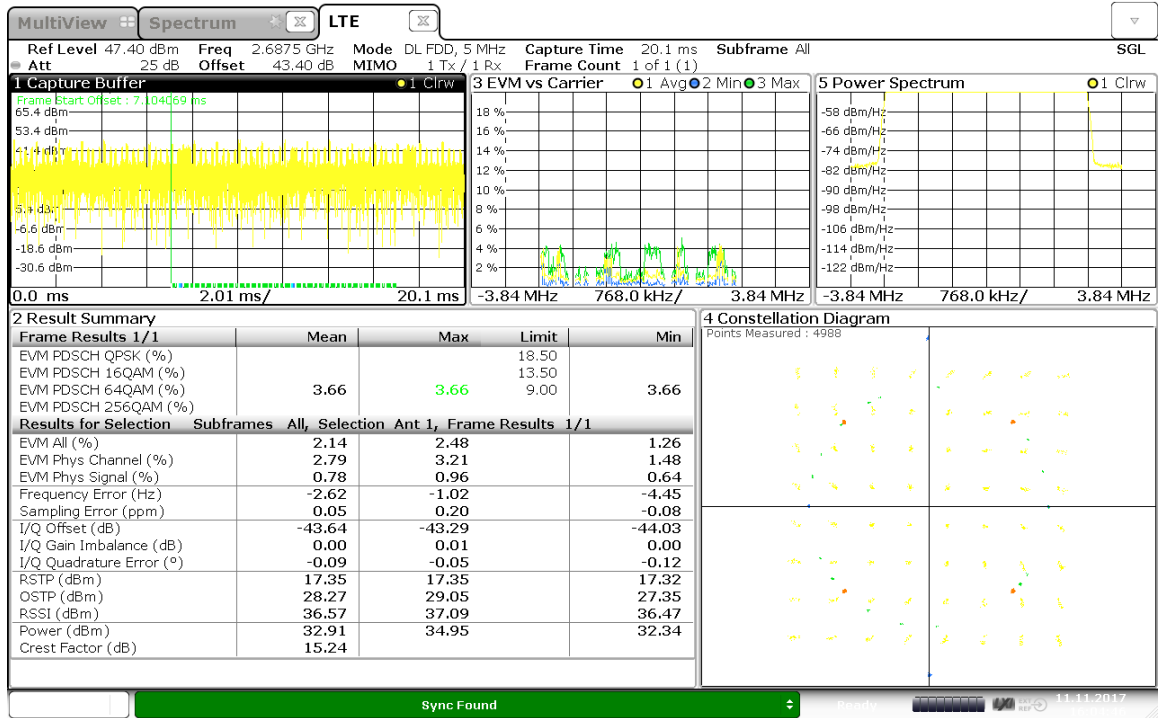 MultiView Spectrum LTE
Ref Level 47.40 dBm Freq 2.6875 GHz Mode DL FDD, 5 MHz Capture Time 20.1 ms Subframe All SGL
Att 25 dB Offset 43.40 dB MIMO 1 Tx / 1 Rx Frame Count 1 of 1 (1)
1 Capture Buffer 1 Clrw
Frame Start Offset : 7.104069 ms
65.4 dBm
53.4 dBm
41.4 dBm
-6.6 dBm
-18.6 dBm
-30.6 dBm
0.0 ms 2.01 ms/ 20.1 ms
3 EVM vs Carrier 1 Avg 2 Min 3 Max
18 %
16 %
14 %
12 %
10 %
8 %
6 %
4 %
2 %
-3.84 MHz 768.0 kHz/ 3.84 MHz
5 Power Spectrum 1 Clrw
-58 dBm/Hz
-66 dBm/Hz
-74 dBm/Hz
-82 dBm/Hz
-90 dBm/Hz
-98 dBm/Hz
-106 dBm/Hz
-114 dBm/Hz
-122 dBm/Hz
-3.84 MHz 768.0 kHz/ 3.84 MHz
2 Result Summary
Frame Results 1/1 Mean Max Limit Min
EVM PDSCH QPSK (%) 18.50
EVM PDSCH 16QAM (%) 13.50
EVM PDSCH 64QAM (%) 3.66 3.66 9.00 3.66
EVM PDSCH 256QAM (%)
Results for Selection Subframes All, Selection Ant 1, Frame Results 1/1
EVM All (%) 2.14 2.48 1.26
EVM Phys Channel (%) 2.79 3.21 1.48
EVM Phys Signal (%) 0.78 0.96 0.64
Frequency Error (Hz) -2.62 -1.02 -4.45
Sampling Error (ppm) 0.05 0.20 -0.08
I/Q Offset (dB) -43.64 -43.29 -44.03
I/Q Gain Imbalance (dB) 0.00 0.01 0.00
I/Q Quadrature Error (º) -0.09 -0.05 -0.12
RSTP (dBm) 17.35 17.35 17.32
OSTP (dBm) 28.27 29.05 27.35
RSSI (dBm) 36.57 37.09 36.47
Power (dBm) 32.91 34.95 32.34
Crest Factor (dB) 15.24
4 Constellation Diagram
Points Measured : 4988
Sync Found
Ready
11.11.2017